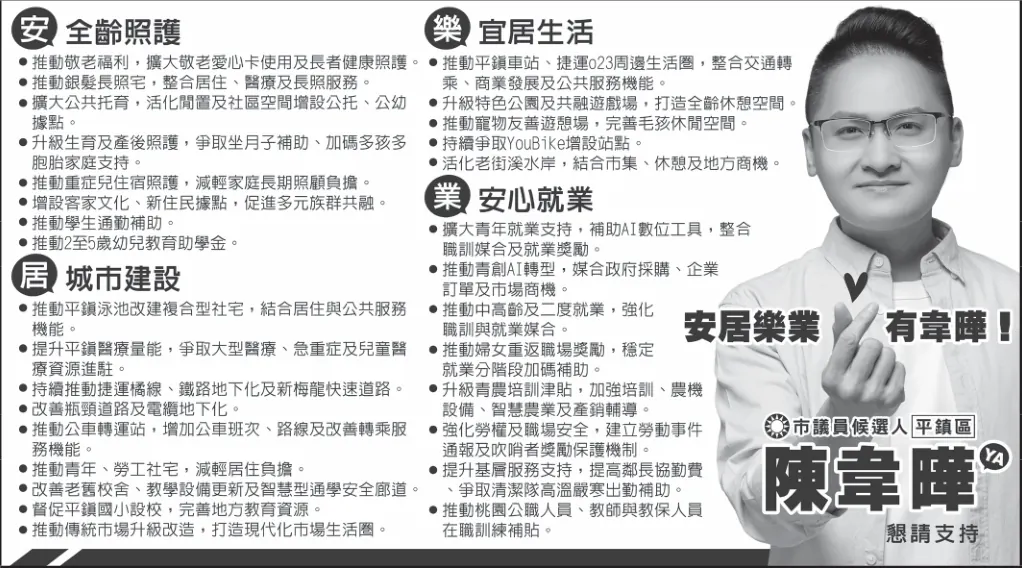 安 全齡照護
●推動敬老福利，擴大敬老愛心卡使用及長者健康照護。
●推動銀髮長照宅，整合居住、醫療及長照服務。
●擴大公共托育，活化閒置及社區空間增設公托、公幼
據點。
●升級生育及產後照護，爭取坐月子補助、加碼多孩多
胞胎家庭支持。
●推動重症兒住宿照護，減輕家庭長期照顧負擔。
●增設客家文化、新住民據點，促進多元族群共融。
●推動學生通勤補助。
●推動2至5歲幼兒教育助學金。
居 城市建設
●推動平鎮泳池改建複合型社宅，結合居住與公共服務
機能。
●提升平鎮醫療量能，爭取大型醫療、急重症及兒童醫
療資源進駐。
●持續推動捷運橘線、鐵路地下化及新梅龍快速道路。
●改善瓶頸道路及電纜地下化。
●推動公車轉運站，增加公車班次、路線及改善轉乘服
務機能。
●推動青年、勞工社宅，減輕居住負擔。
●改善老舊校舍、教學設備更新及智慧型通學安全廊道。
●督促平鎮國小設校，完善地方教育資源。
●推動傳統市場升級改造，打造現代化市場生活圈。
樂 宜居生活
●推動平鎮車站、捷運o23周邊生活圈，整合交通轉
乘、商業發展及公共服務機能。
●升級特色公園及共融遊戲場，打造全齡休憩空間。
●推動寵物友善遊憩場，完善毛孩休閒空間。
●持續爭取YouBike增設站點。
●活化老街溪水岸，結合市集、休憩及地方商機。
業 安心就業
●擴大青年就業支持，補助AI數位工具，整合
職訓媒合及就業獎勵。
●推動青創AI轉型，媒合政府採購、企業
訂單及市場商機。
●推動中高齡及二度就業，強化
職訓與就業媒合。
●推動婦女重返職場獎勵，穩定
就業分階段加碼補助。
●升級青農培訓津貼，加強培訓、農機
設備、智慧農業及產銷輔導。
●強化勞權及職場安全，建立勞動事件
通報及吹哨者獎勵保護機制。
●提升基層服務支持，提高鄰長協勤費
、爭取清潔隊高溫嚴寒出勤補助。
●推動桃園公職人員、教師與教保人員
在職訓練補貼。
安居樂業 有韋曄！
市議員候選人 平鎮區
陳韋曄 YA
懇請支持